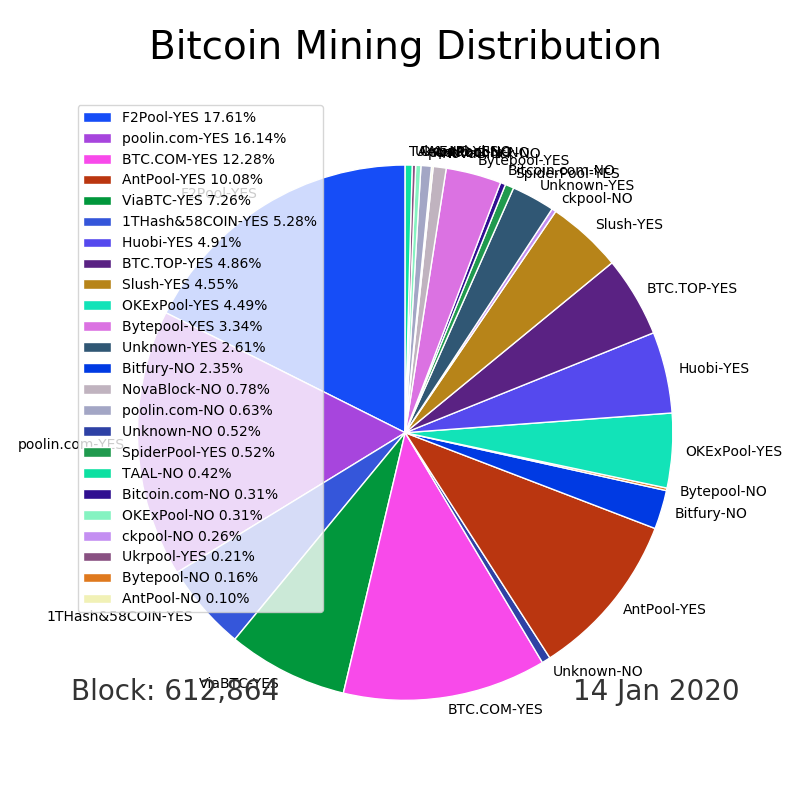 Bitcoin Mining Distribution
F2Pool-YES 17.61%
poolin.com-YES 16.14%
BTC.COM-YES 12.28%
AntPool-YES 10.08%
ViaBTC-YES 7.26%
1THash&58COIN-YES 5.28%
Huobi-YES 4.91%
BTC.TOP-YES 4.86%
Slush-YES 4.55%
OKExPool-YES 4.49%
Bytepool-YES 3.34%
Unknown-YES 2.61%
Bitfury-NO 2.35%
NovaBlock-NO 0.78%
poolin.com-NO 0.63%
Unknown-NO 0.52%
SpiderPool-YES 0.52%
TAAL-NO 0.42%
Bitcoin.com-NO 0.31%
OKExPool-NO 0.31%
ckpool-NO 0.26%
Ukrpool-YES 0.21%
Bytepool-NO 0.16%
AntPool-NO 0.10%
F2Pool-YES
poolin.com-YES
1THash&58COIN-YES
ViaBTC-YES
BTC.COM-YES
Unknown-NO
AntPool-YES
Bitfury-NO
Bytepool-NO
OKExPool-YES
Huobi-YES
BTC.TOP-YES
Slush-YES
ckpool-NO
Unknown-YES
SpiderPool-YES
Bitcoin.com-NO
Bytepool-YES
Block: 612,864
14 Jan 2020